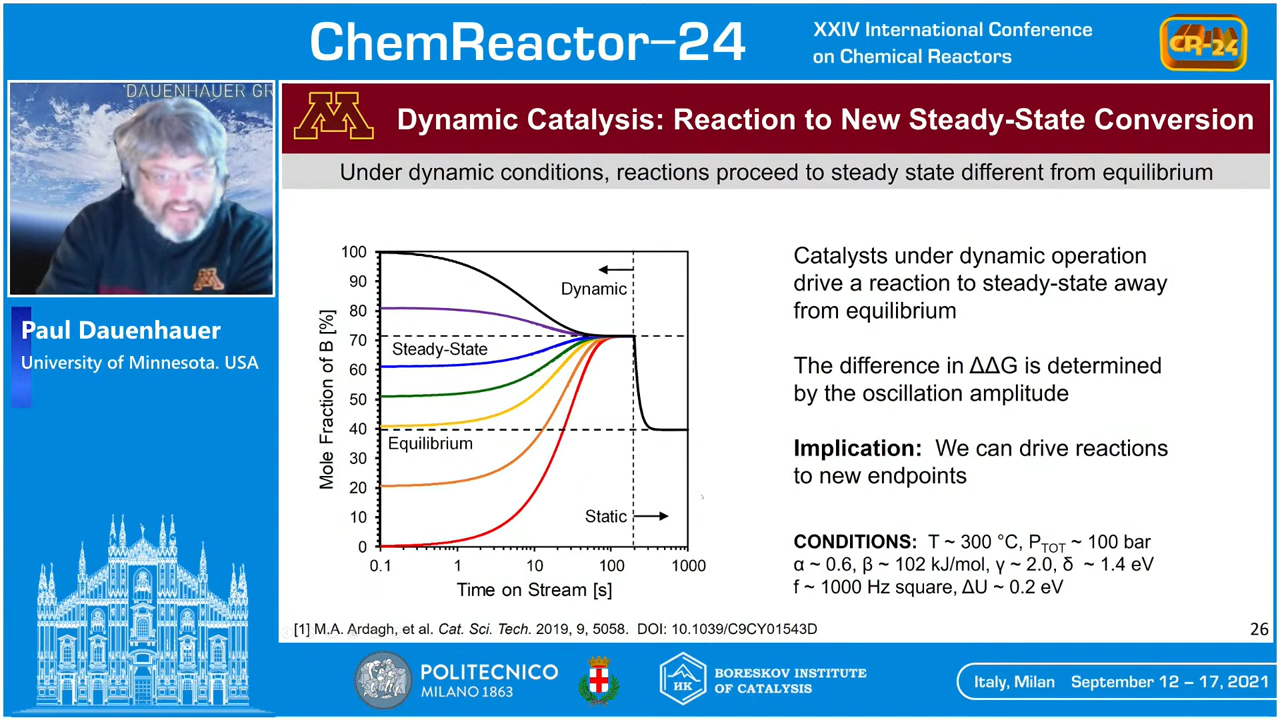 ChemReactor-24
XXIV International Conference
on Chemical Reactors
CR-24
DAUENHAUER GR
Paul Dauenhauer
University of Minnesota. USA
M
Dynamic Catalysis: Reaction to New Steady-State Conversion
Under dynamic conditions, reactions proceed to steady state different from equilibrium
Mole Fraction of B [%]
100
90
80
70
60
50
40
30
20
10
0
Dynamic
Steady-State
Equilibrium
Static
0.1
1
10
100
1000
Time on Stream [s]
Catalysts under dynamic operation
drive a reaction to steady-state away
from equilibrium
The difference in ΔΔG is determined
by the oscillation amplitude
Implication: We can drive reactions
to new endpoints
CONDITIONS: T ~ 300 °C, PTOT ~ 100 bar
α ~ 0.6, β ~ 102 kJ/mol, γ ~ 2.0, δ ~ 1.4 eV
f ~ 1000 Hz square, ΔU ~ 0.2 eV
[1] M.A. Ardagh, et al. Cat. Sci. Tech. 2019, 9, 5058. DOI: 10.1039/C9CY01543D
26
POLITECNICO
MILANO 1863
НК
BORESKOV INSTITUTE
OF CATALYSIS
Italy, Milan September 12 – 17, 2021